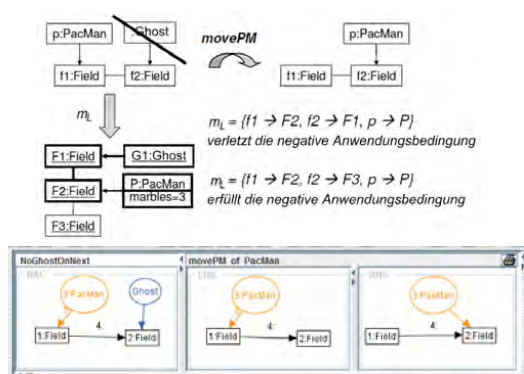 p:PacMan
:Ghost
movePM
p:PacMan
f1:Field
f2:Field
f1:Field
f2:Field
mL
mL = {f1 → F2, f2 → F1, p → P}
verletzt die negative Anwendungsbedingung
F1:Field
G1:Ghost
F2:Field
P:PacMan
marbles=3
mL = {f1 → F2, f2 → F3, p → P}
erfüllt die negative Anwendungsbedingung
F3:Field
NoGhostOnNext
movePM of PacMan
NAC
LHS
RHS
3:PacMan
Ghost
3:PacMan
3:PacMan
4:
4:
4:
1:Field
2:Field
1:Field
2:Field
1:Field
2:Field